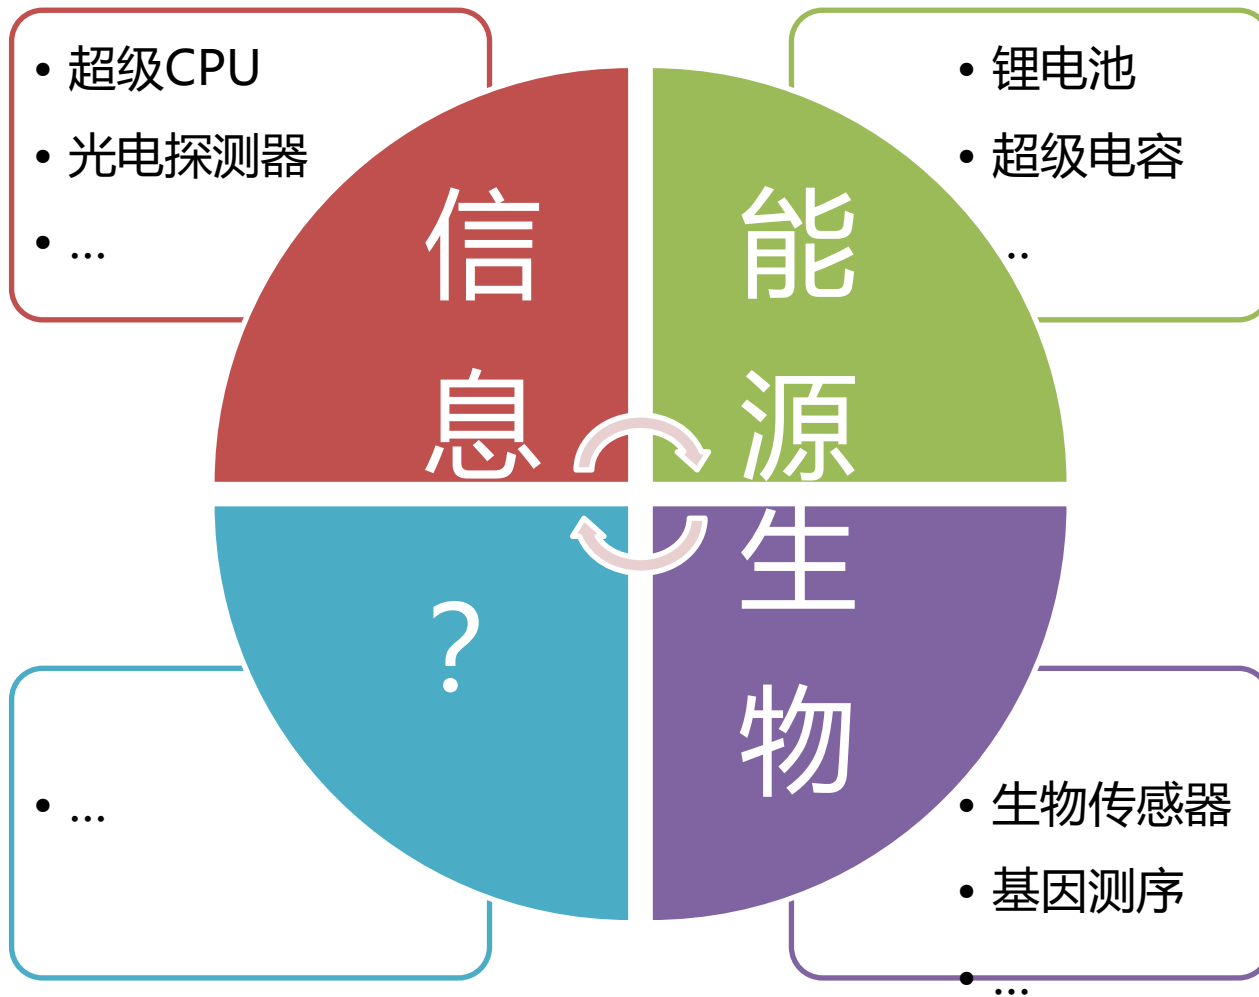 • 超级CPU
• 光电探测器
• ...
• 锂电池
• 超级电容
..
信
息
能
源
?
生
物
• ...
• 生物传感器
• 基因测序
• ...